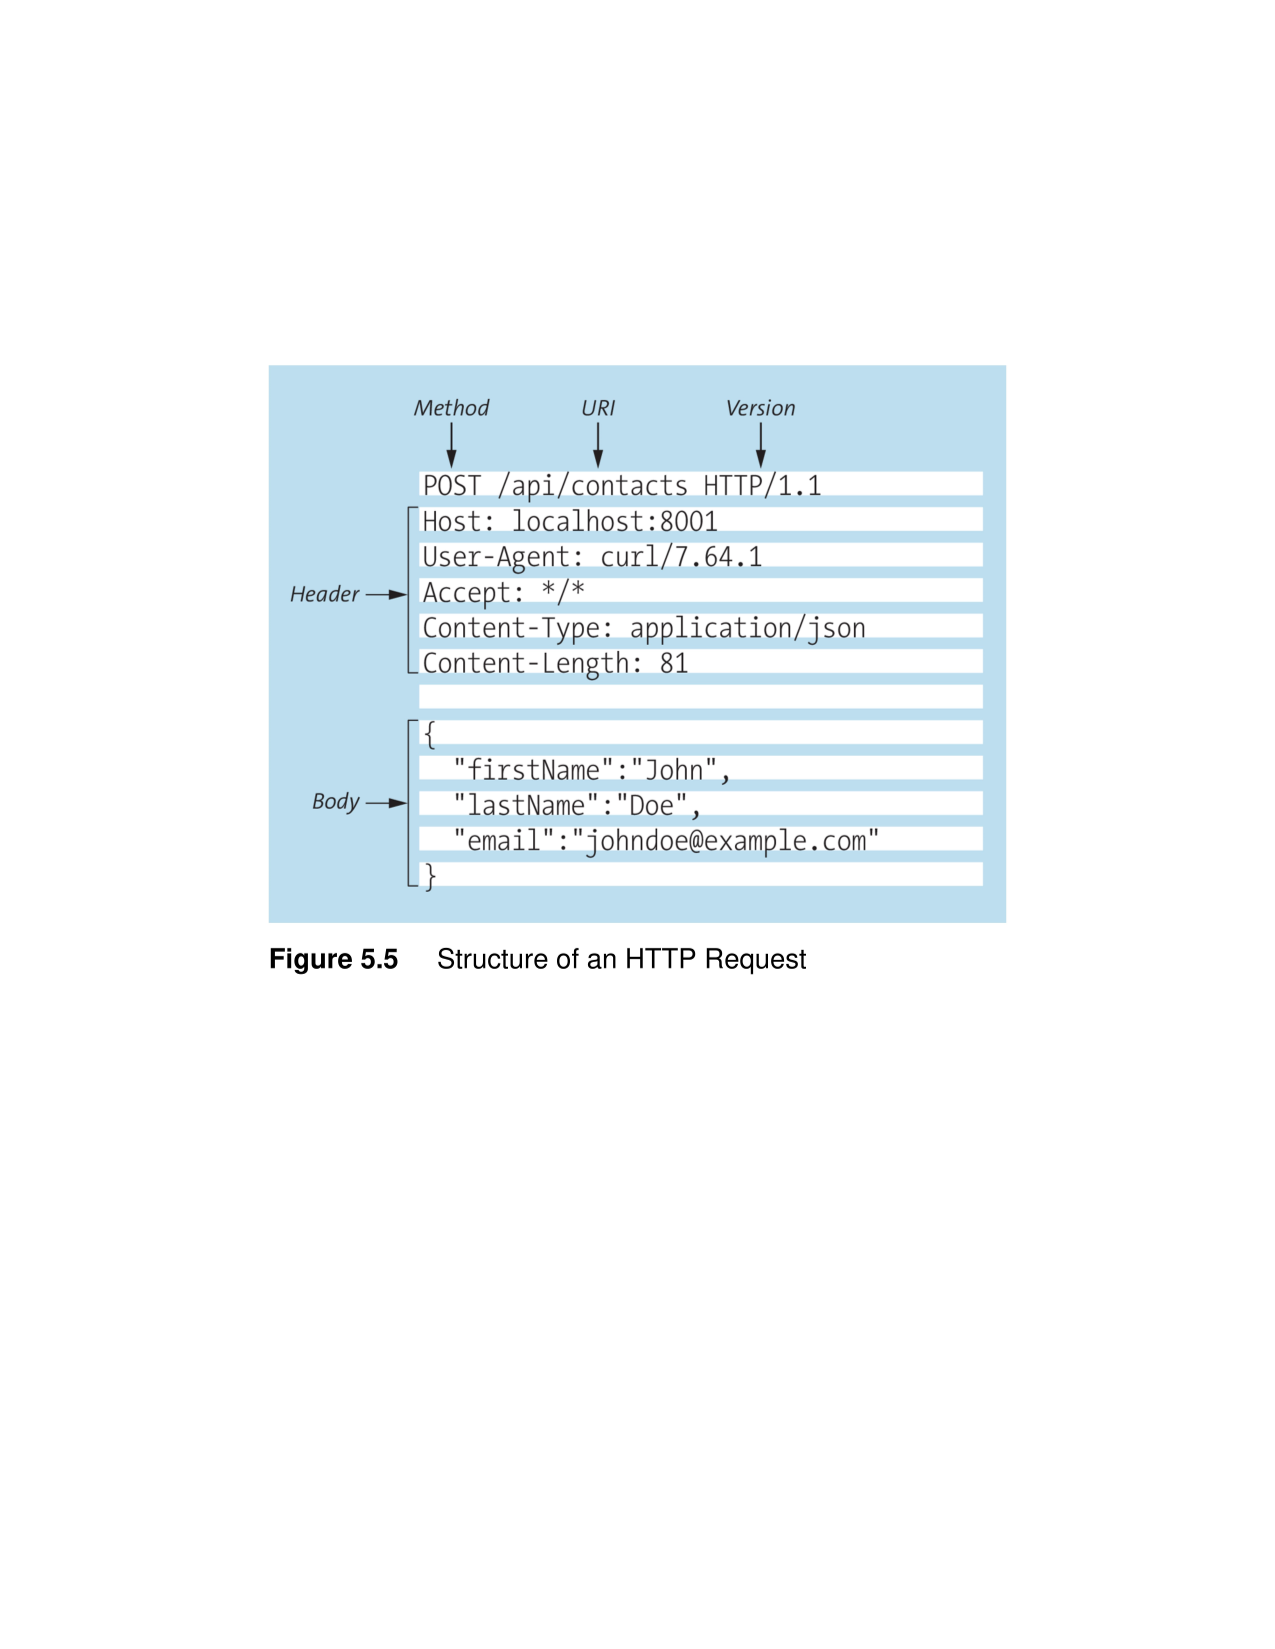 Method URI Version
POST /api/contacts HTTP/1.1
Host: localhost:8001
User-Agent: curl/7.64.1
Header
Accept: */*
Content-Type: application/json
Content-Length: 81
{
"firstName":"John",
Body
"lastName":"Doe",
"email":"johndoe@example.com"
}
Figure 5.5 Structure of an HTTP Request